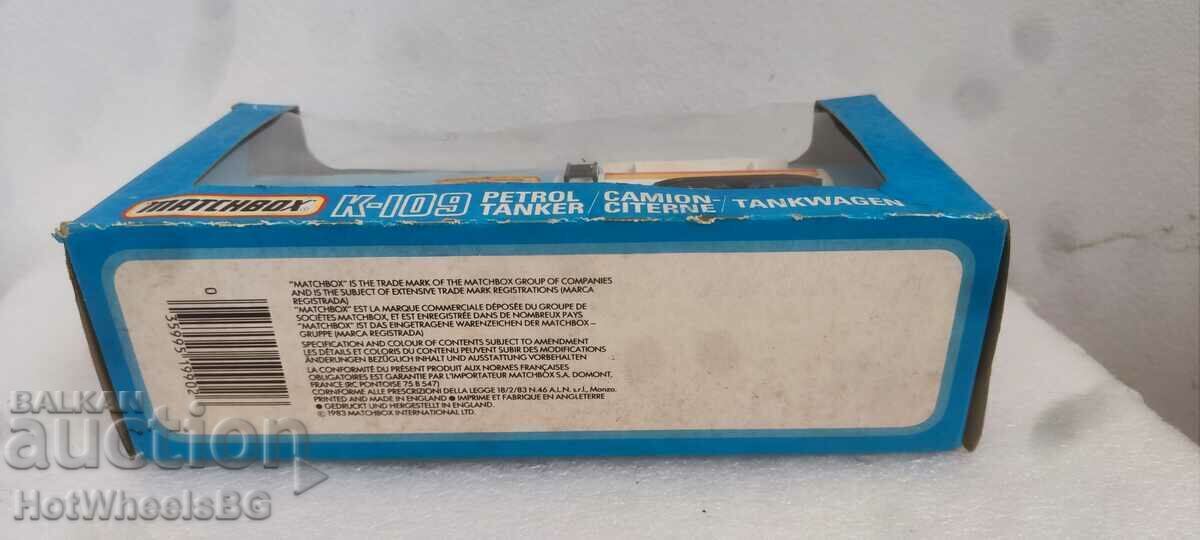 MATCHBOX K-109 PETROL TANKER / CAMION-CITERNE / TANKWAGEN
"MATCHBOX" IS THE TRADE MARK OF THE MATCHBOX GROUP OF COMPANIES
AND IS THE SUBJECT OF EXTENSIVE TRADE MARK REGISTRATIONS (MARCA
REGISTRADA)
"MATCHBOX" EST LA MARQUE COMMERCIALE DÉPOSÉE DU GROUPE DE
SOCIÉTÉS MATCHBOX, ET EST ENREGISTRÉE DANS DE NOMBREUX PAYS
"MATCHBOX" IST DAS EINGETRAGENE WARENZEICHEN DER MATCHBOX–
GRUPPE (MARCA REGISTRADA)
SPECIFICATION AND COLOUR OF CONTENTS SUBJECT TO AMENDMENT
LES DÉTAILS ET COLORIS DU CONTENU PEUVENT SUBIR DES MODIFICATIONS
ÄNDERUNGEN BEZÜGLICH INHALT UND AUSSTATTUNG VORBEHALTEN
LA CONFORMITÉ DU PRÉSENT PRODUIT AUX NORMES FRANÇAISES
OBLIGATOIRES EST GARANTIE PAR L'IMPORTATEUR MATCHBOX S.A. DOMONT,
FRANCE (RC PONTOISE 75 B 547)
CORNFORME ALLE PRESCRIZIONI DELLA LEGGE 18/2/83 N.46 A.I.N. s.r.l., Monza.
PRINTED AND MADE IN ENGLAND ● IMPRIME ET FABRIQUE EN ANGLETERRE
● GEDRUCKT UND HERGESTELLT IN ENGLAND.
© 1983 MATCHBOX INTERNATIONAL LTD.
0
BALKAN
auction
HotWheelsBG